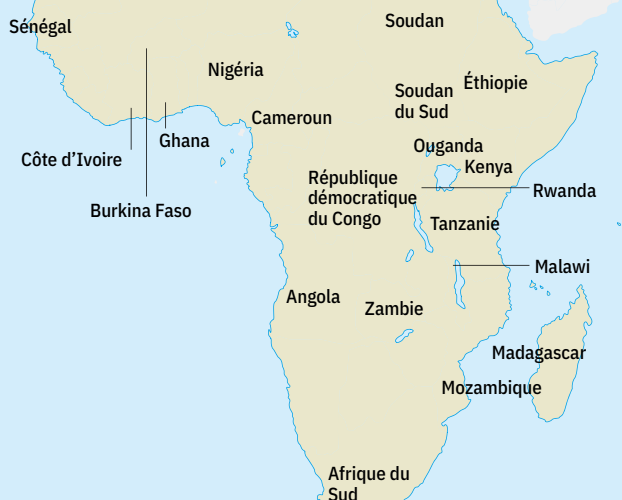 Sénégal
Soudan
Nigéria
Éthiopie
Soudan
du Sud
Cameroun
Ghana
Ouganda
Côte d’Ivoire
Kenya
République
démocratique
du Congo
Rwanda
Burkina Faso
Tanzanie
Malawi
Angola
Zambie
Madagascar
Mozambique
Afrique du
Sud